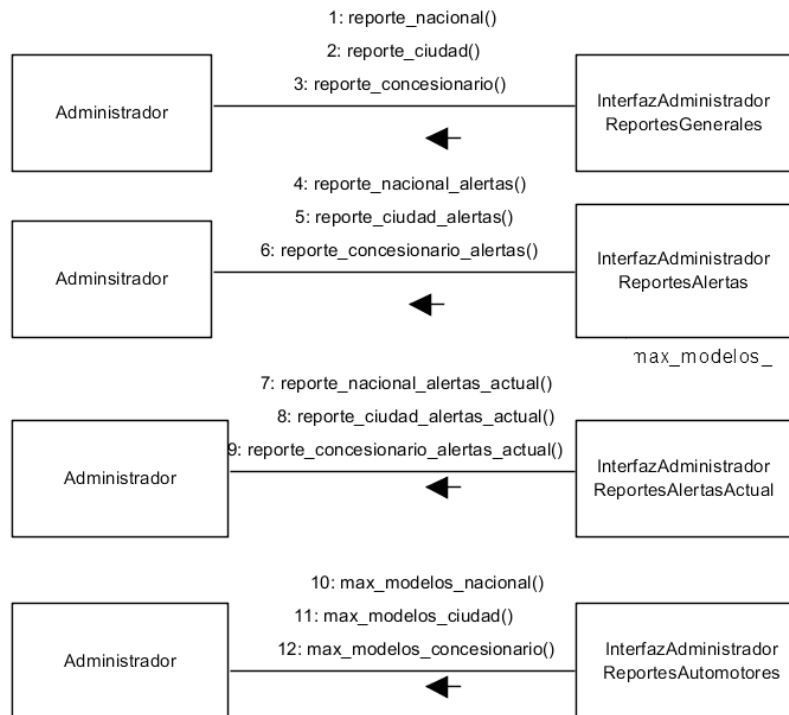 1: reporte_nacional()
2: reporte_ciudad()
3: reporte_concesionario()
Administrador
InterfazAdministrador
ReportesGenerales
4: reporte_nacional_alertas()
5: reporte_ciudad_alertas()
6: reporte_concesionario_alertas()
Adminsitrador
InterfazAdministrador
ReportesAlertas
max_modelos_
7: reporte_nacional_alertas_actual()
8: reporte_ciudad_alertas_actual()
9: reporte_concesionario_alertas_actual()
Administrador
InterfazAdministrador
ReportesAlertasActual
10: max_modelos_nacional()
11: max_modelos_ciudad()
12: max_modelos_concesionario()
Administrador
InterfazAdministrador
ReportesAutomotores